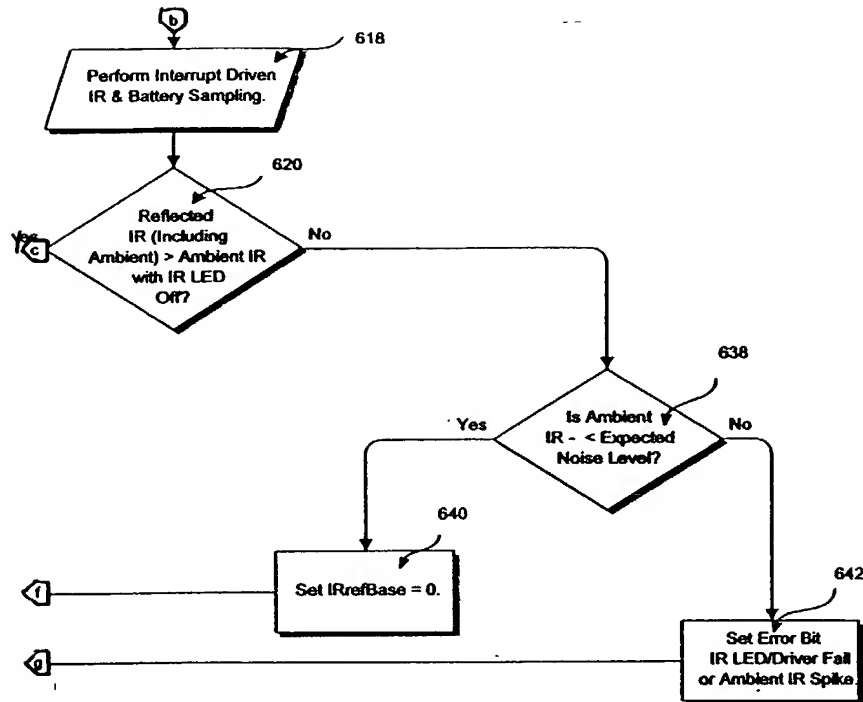 b
618
Perform Interrupt Driven
IR & Battery Sampling.
620
Reflected
IR (Including
Ambient) > Ambient IR
with IR LED
Off?
Yes
c
No
638
Is Ambient
IR - < Expected
Noise Level?
Yes
No
640
Set IRrefBase = 0.
f
642
Set Error Bit
IR LED/Driver Fail
or Ambient IR Spike.
g